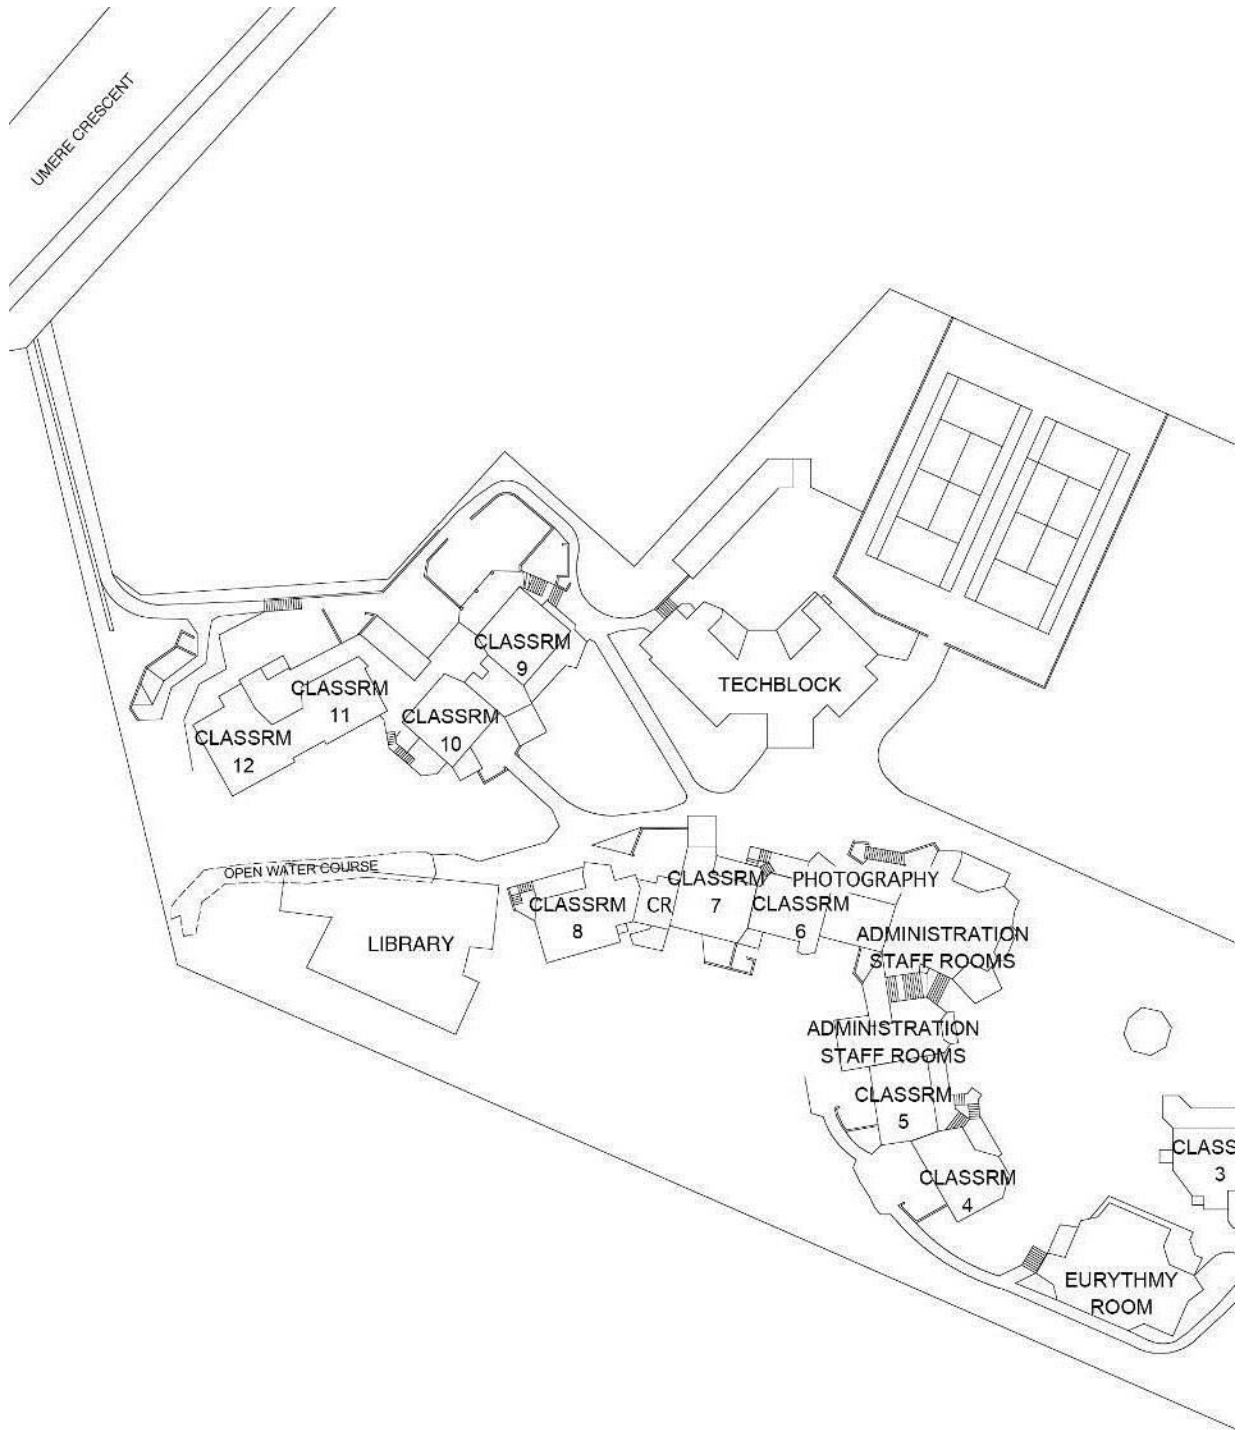 UMERE CRESCENT
CLASSRM
9
TECHBLOCK
CLASSRM
11
CLASSRM
10
CLASSRM
12
OPEN WATER COURSE
LIBRARY
CLASSRM
8
CR
CLASSRM
7
PHOTOGRAPHY
CLASSRM
6
ADMINISTRATION
STAFF ROOMS
ADMINISTRATION
STAFF ROOMS
CLASSRM
5
CLASSRM
4
CLASS
3
EURYTHMY
ROOM